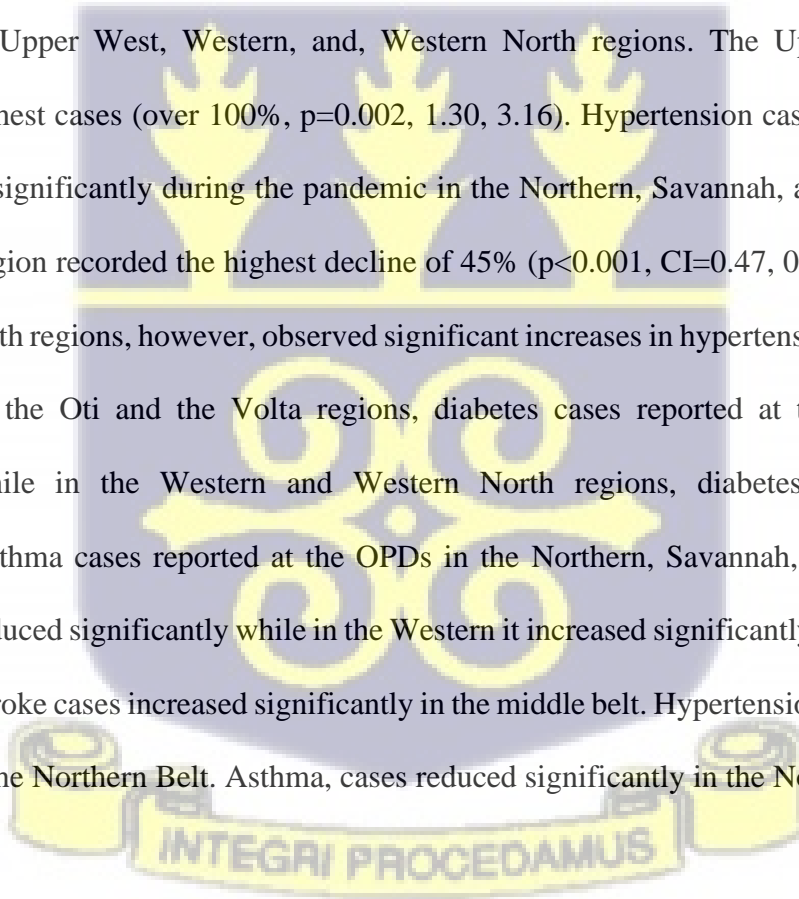 Upper West, Western, and, Western North regions. The Up
hest cases (over 100%, p=0.002, 1.30, 3.16). Hypertension cas
significantly during the pandemic in the Northern, Savannah, a
gion recorded the highest decline of 45% (p<0.001, CI=0.47, 0
th regions, however, observed significant increases in hypertens
the Oti and the Volta regions, diabetes cases reported at t
ile in the Western and Western North regions, diabetes
thma cases reported at the OPDs in the Northern, Savannah,
duced significantly while in the Western it increased significantly
roke cases increased significantly in the middle belt. Hypertensio
he Northern Belt. Asthma, cases reduced significantly in the No
INTEGRI PROCEDAMUS